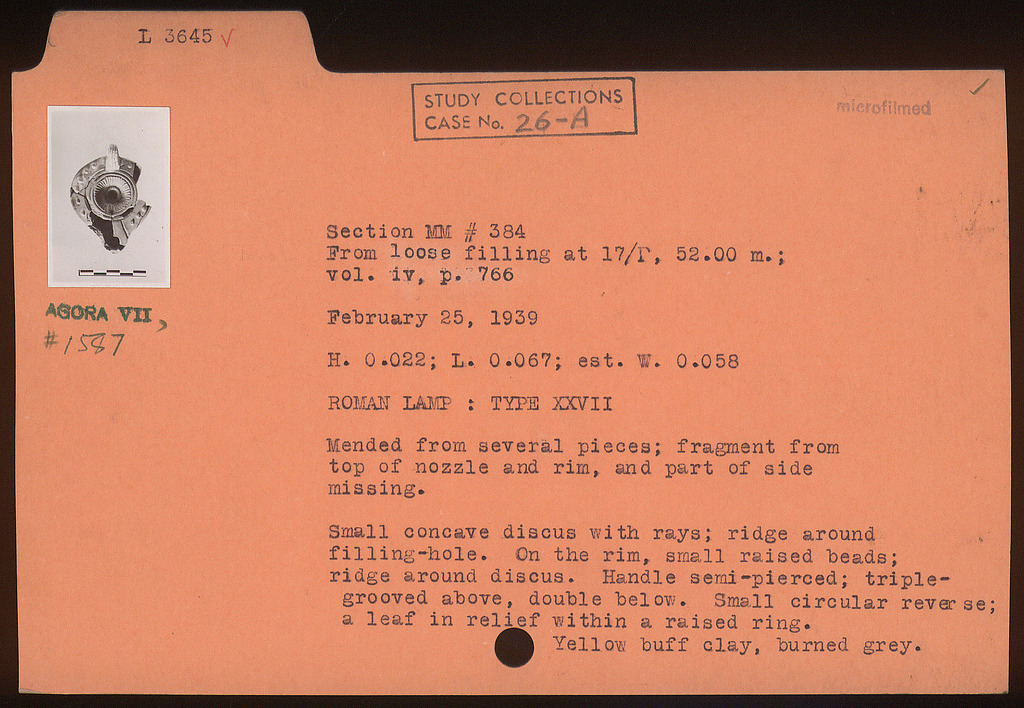 L 3645 ✓
STUDY COLLECTIONS
CASE No. 26-A
microfilmed
AGORA VII,
#1587
Section MM # 384
From loose filling at 17/Γ, 52.00 m.;
vol. iv, p. 766
February 25, 1939
H. 0.022; L. 0.067; est. W. 0.058
ROMAN LAMP : TYPE XXVII
Mended from several pieces; fragment from
top of nozzle and rim, and part of side
missing.
Small concave discus with rays; ridge around
filling-hole. On the rim, small raised beads;
ridge around discus. Handle semi-pierced; triple-
grooved above, double below. Small circular reverse;
a leaf in relief within a raised ring.
Yellow buff clay, burned grey.